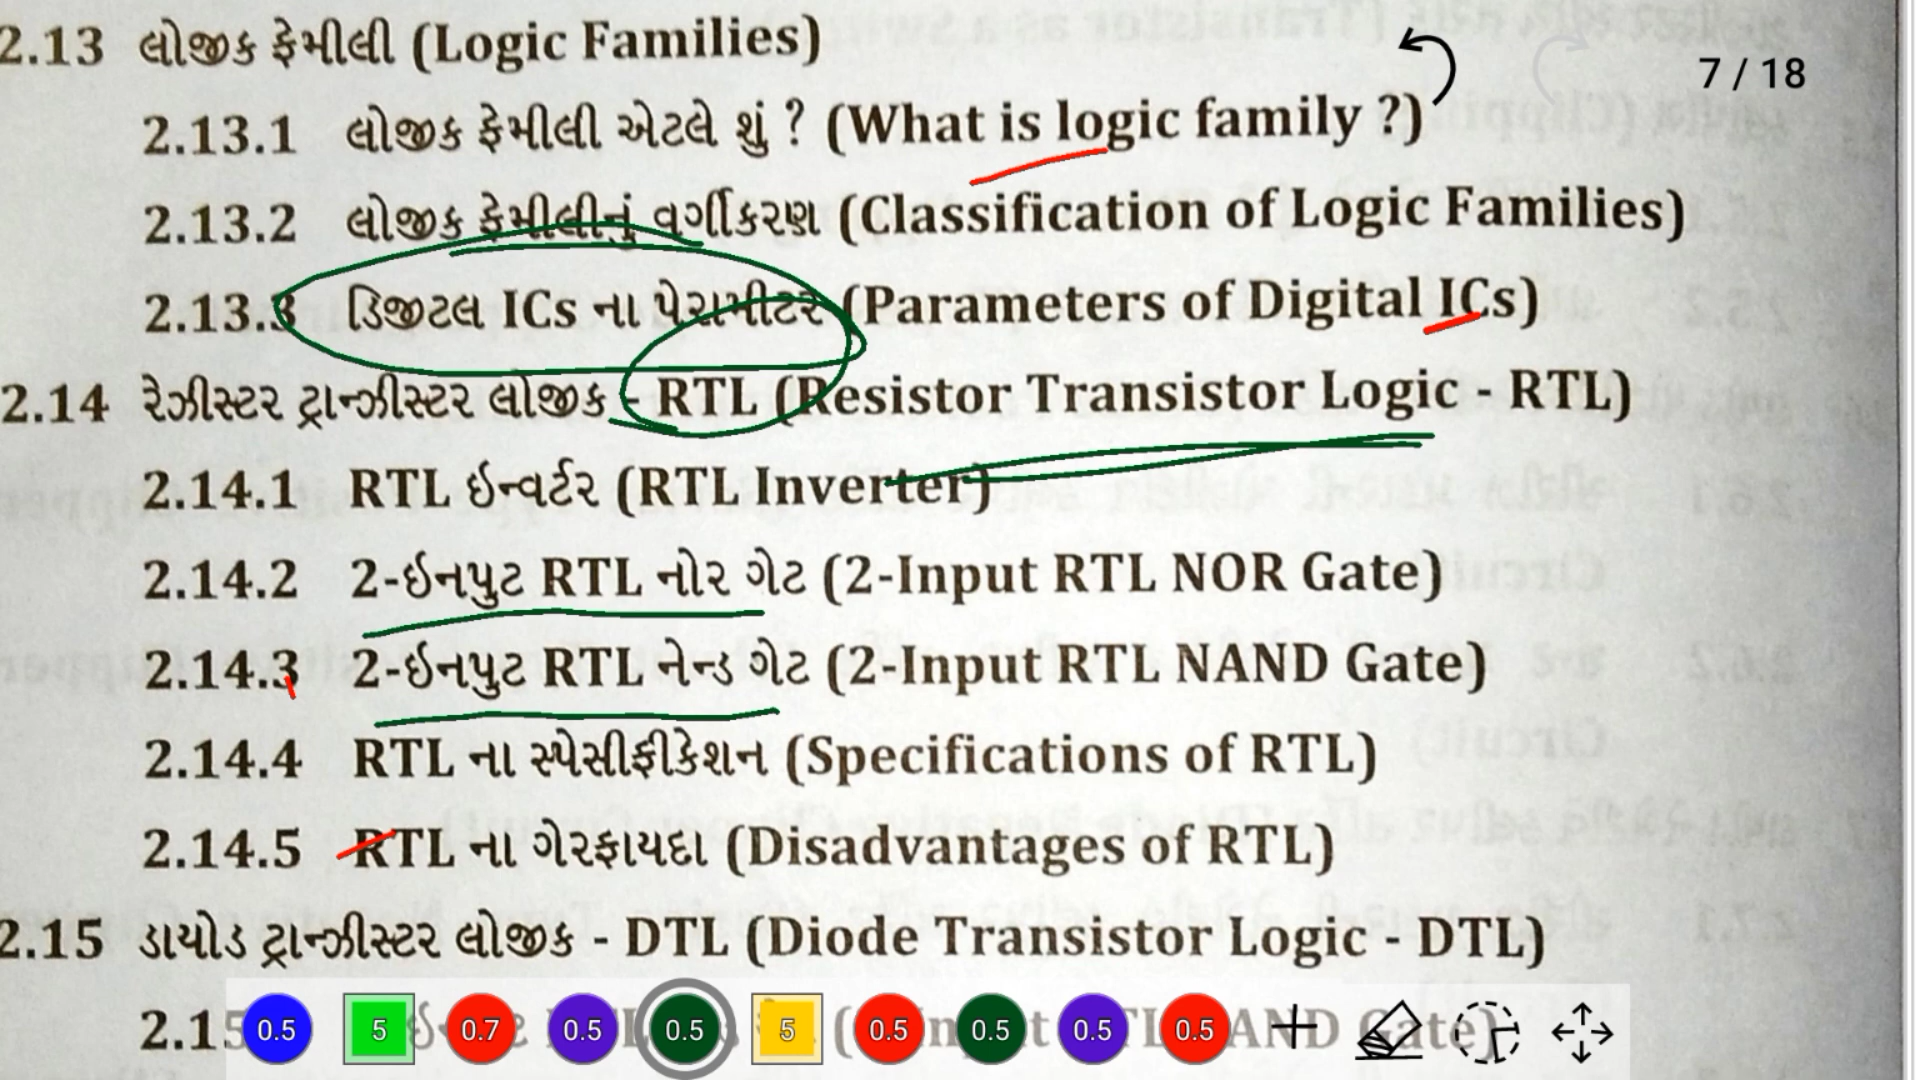 2.13 લોજીક ફેમીલી (Logic Families)
7 / 18
2.13.1 લોજીક ફેમીલી એટલે શું ? (What is logic family ?)
2.13.2 લોજીક ફેમીલીનું વર્ગીકરણ (Classification of Logic Families)
2.13.3 ડિજીટલ ICs ના પેરામીટર (Parameters of Digital ICs)
2.14 રેઝીસ્ટર ટ્રાન્ઝીસ્ટર લોજીક - RTL (Resistor Transistor Logic - RTL)
2.14.1 RTL ઈન્વર્ટર (RTL Inverter)
2.14.2 2-ઈનપુટ RTL નોર ગેટ (2-Input RTL NOR Gate)
2.14.3 2-ઈનપુટ RTL નેન્ડ ગેટ (2-Input RTL NAND Gate)
2.14.4 RTL ના સ્પેસીફીકેશન (Specifications of RTL)
2.14.5 RTL ના ગેરફાયદા (Disadvantages of RTL)
2.15 ડાયોડ ટ્રાન્ઝીસ્ટર લોજીક - DTL (Diode Transistor Logic - DTL)
0.5 5 0.7 0.5 0.5 5 0.5 0.5 0.5 0.5